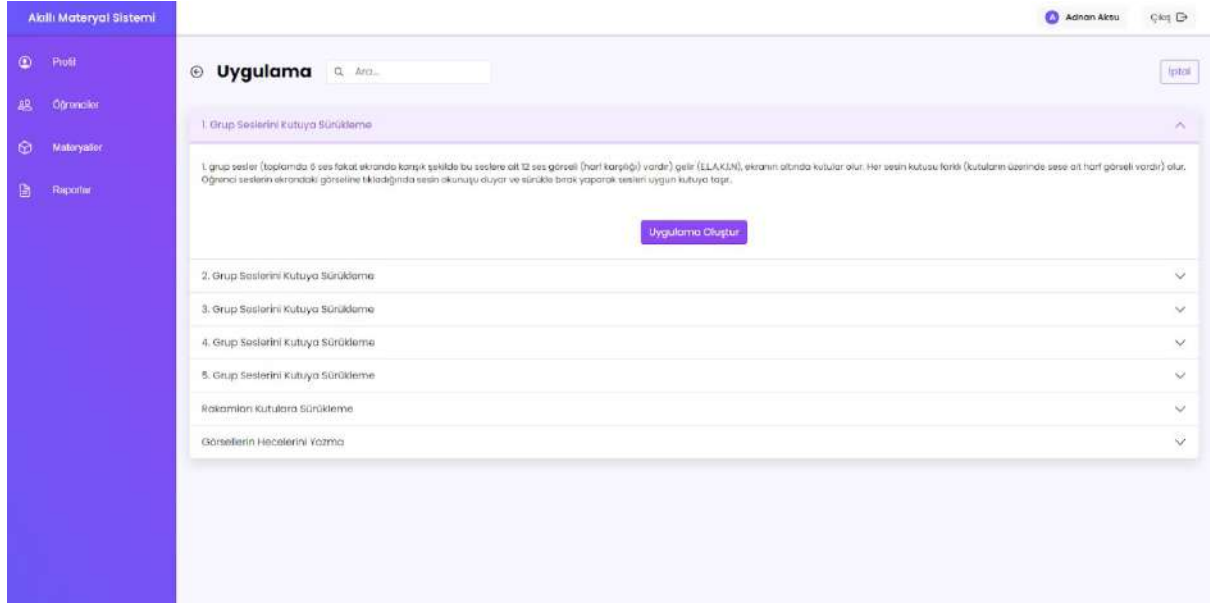 Akıllı Materyal Sistemi
A Adnan Aksu Çıkış
Profil
Öğrenciler
Materyaller
Raporlar
Uygulama
Ara...
İptal
1. Grup Seslerini Kutuya Sürükleme
1. grup sesler (toplamda 6 ses fakat ekranda karışık şekilde bu seslere ait 12 ses görseli (harf karşılığı) vardır) gelir (E,L,A,K,İ,N), ekranın altında kutular olur. Her sesin kutusu farklı (kutuların üzerinde sese ait harf görseli vardır) olur.
Öğrenci seslerin ekrandaki görseline tıkladığında sesin okunuşu duyar ve sürükle bırak yaparak sesleri uygun kutuya taşır.
Uygulama Oluştur
2. Grup Seslerini Kutuya Sürükleme
3. Grup Seslerini Kutuya Sürükleme
4. Grup Seslerini Kutuya Sürükleme
5. Grup Seslerini Kutuya Sürükleme
Rakamları Kutulara Sürükleme
Görsellerin Hecelerini Yazma